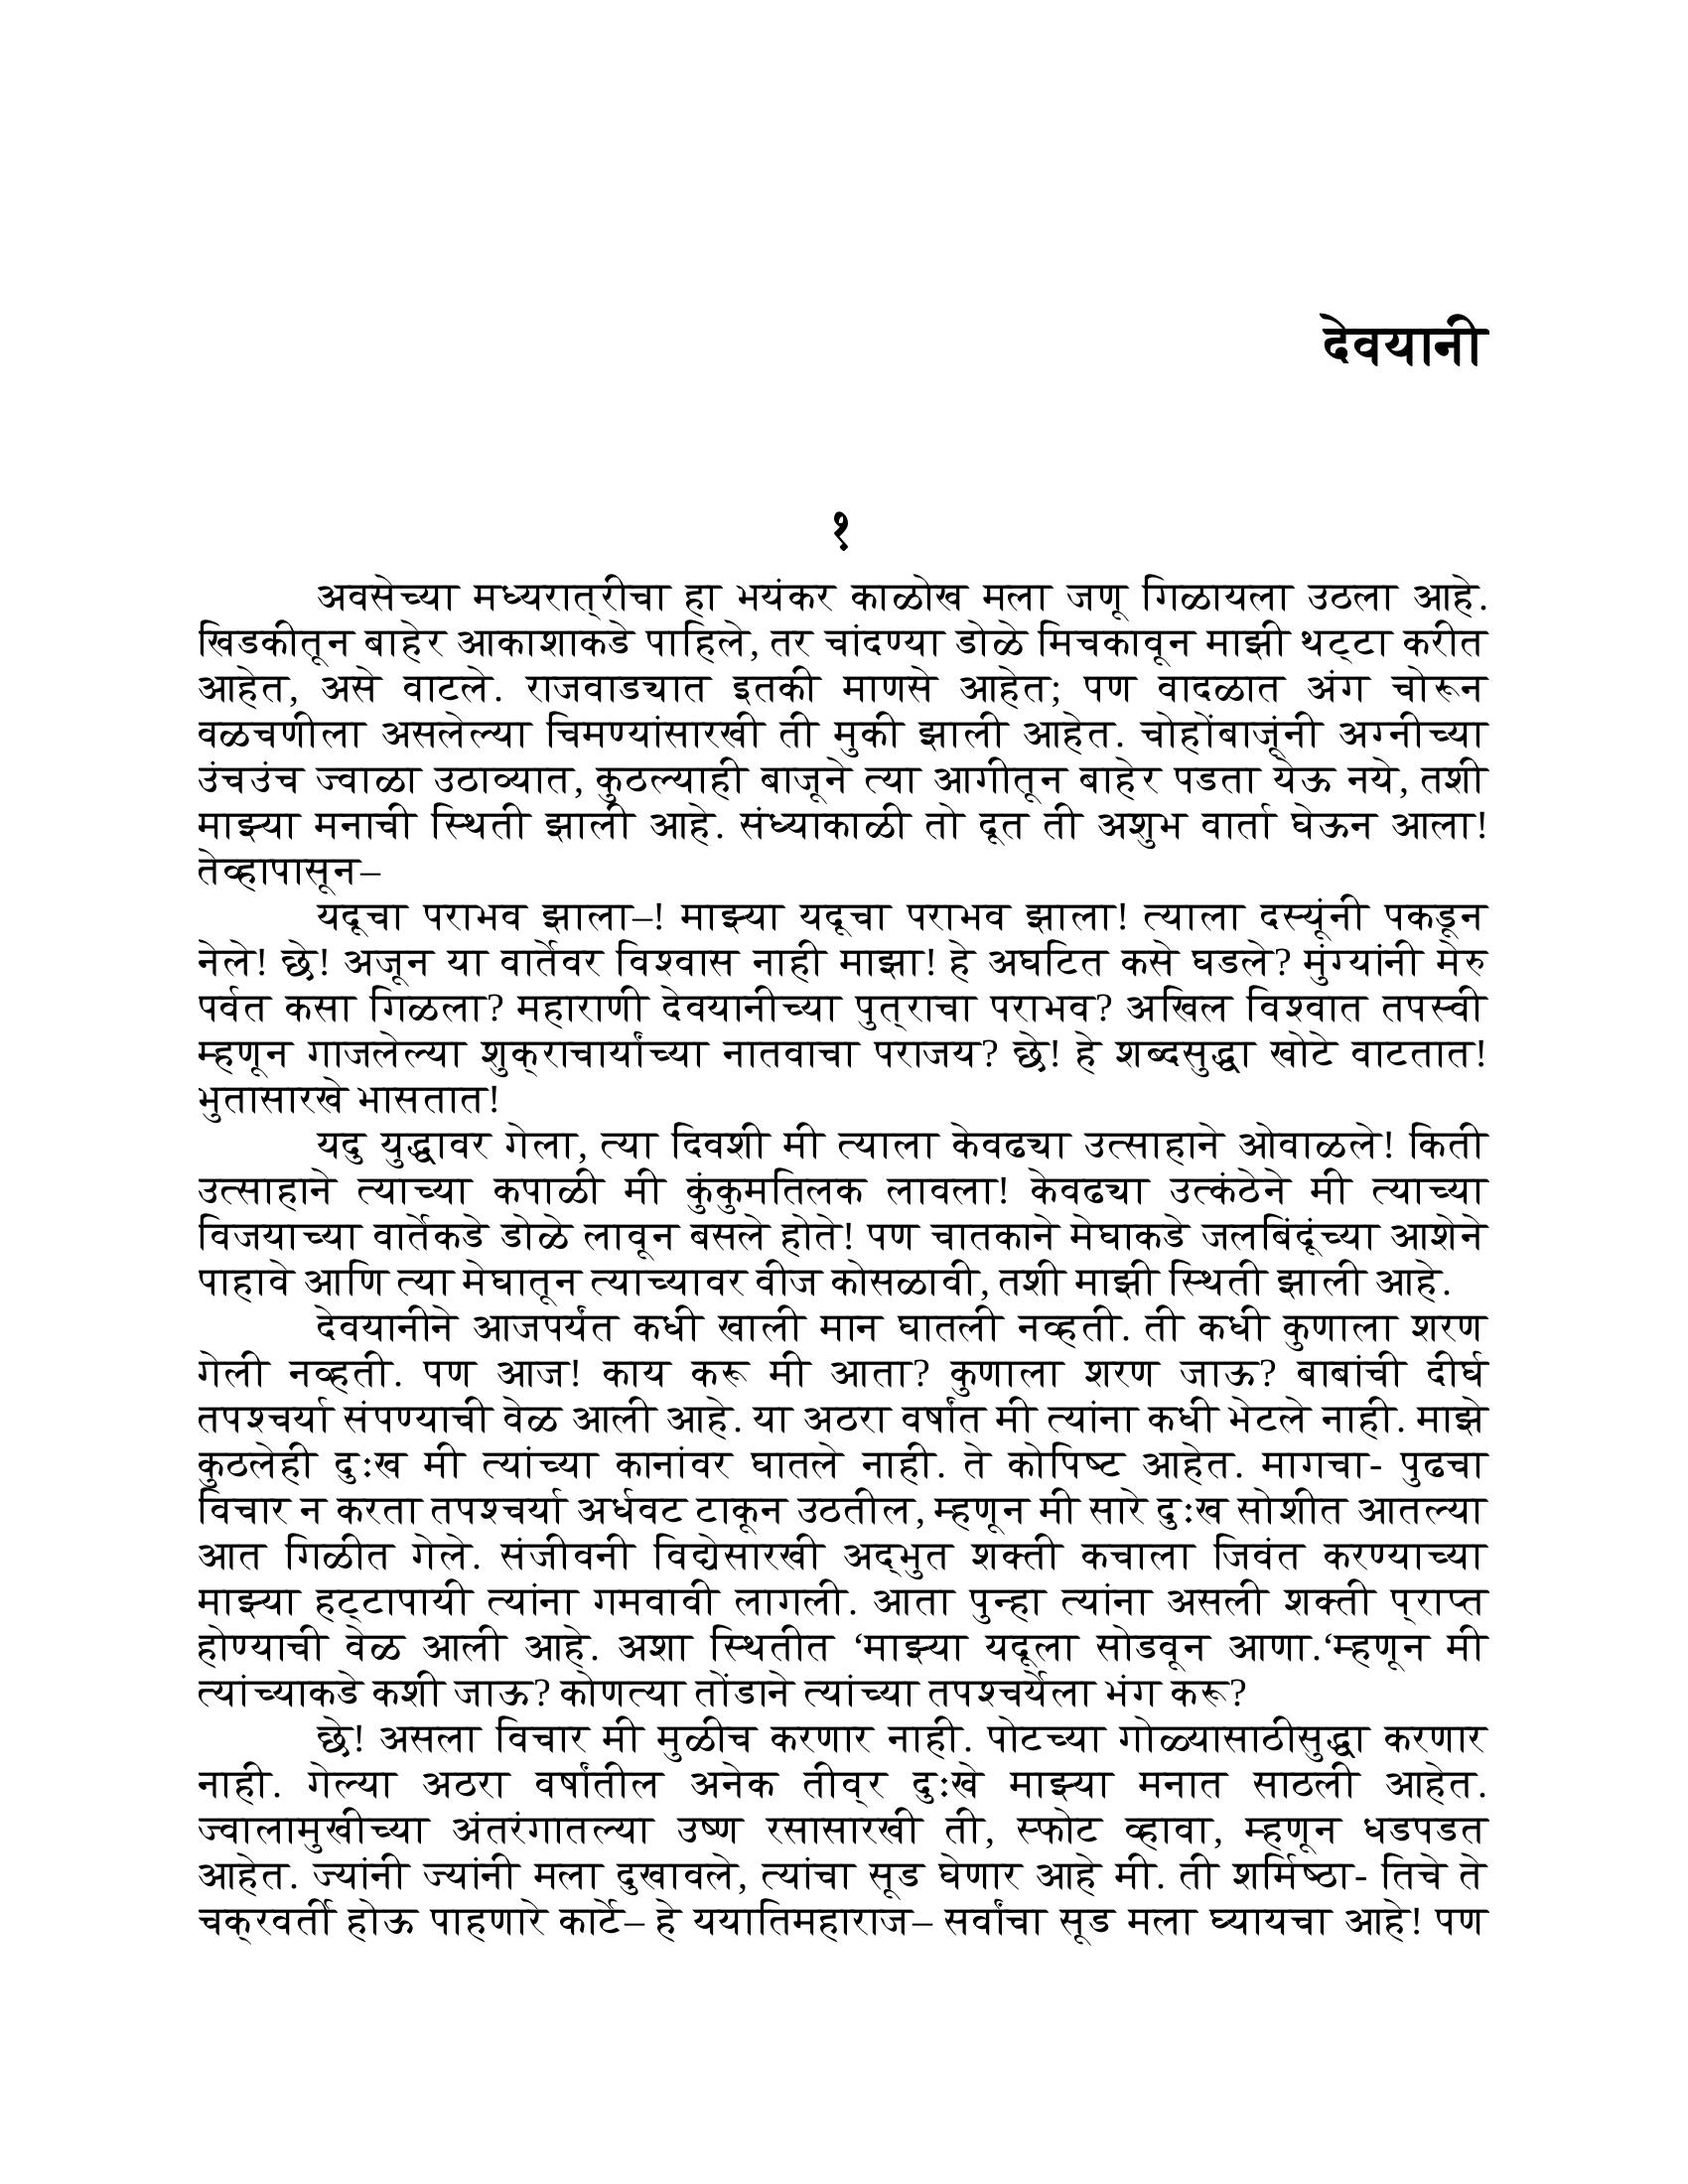 देवयानी
१
अवसेच्या मध्यरात्‌रीचा हा भयंकर काळोख मला जणू गिळायला उठला आहे.
खिडकीतून बाहेर आकाशाकडे पाहिले, तर चांदण्या डोळे मिचकावून माझी थट्‌टा करीत
आहेत, असे वाटले. राजवाड्यात इतकी माणसे आहेत; पण वादळात अंग चोरून
वळचणीला असलेल्या चिमण्यांसारखी ती मुकी झाली आहेत. चोहोंबाजूंनी अग्नीच्या
उंचउंच ज्वाळा उठाव्यात, कुठल्याही बाजूने त्या आगीतून बाहेर पडता येऊ नये, तशी
माझ्या मनाची स्थिती झाली आहे. संध्याकाळी तो दूत ती अशुभ वार्ता घेऊन आला!
तेव्हापासून–
यदूचा पराभव झाला–! माझ्या यदूचा पराभव झाला! त्याला दस्यूंनी पकडून
नेले! छे! अजून या वार्तेवर विश्वास नाही माझा! हे अघटित कसे घडले? मुंग्यांनी मेरु
पर्वत कसा गिळला? महाराणी देवयानीच्या पुत्‌राचा पराभव? अखिल विश्वात तपस्वी
म्हणून गाजलेल्या शुक्‌राचार्यांच्या नातवाचा पराजय? छे! हे शब्दसुद्धा खोटे वाटतात!
भुतासारखे भासतात!
यदु युद्धावर गेला, त्या दिवशी मी त्याला केवढ्या उत्साहाने ओवाळले! किती
उत्साहाने त्याच्या कपाळी मी कुंकुमतिलक लावला! केवढ्या उत्कंठेने मी त्याच्या
विजयाच्या वार्तेकडे डोळे लावून बसले होते! पण चातकाने मेघाकडे जलबिंदूंच्या आशेने
पाहावे आणि त्या मेघातून त्याच्यावर वीज कोसळावी, तशी माझी स्थिती झाली आहे.
देवयानीने आजपर्यंत कधी खाली मान घातली नव्हती. ती कधी कुणाला शरण
गेली नव्हती. पण आज! काय करू मी आता? कुणाला शरण जाऊ? बाबांची दीर्घ
तपश्चर्या संपण्याची वेळ आली आहे. या अठरा वर्षांत मी त्यांना कधी भेटले नाही. माझे
कुठलेही दुःख मी त्यांच्या कानांवर घातले नाही. ते कोपिष्ट आहेत. मागचा- पुढचा
विचार न करता तपश्चर्या अर्धवट टाकून उठतील, म्हणून मी सारे दुःख सोशीत आतल्या
आत गिळीत गेले. संजीवनी विद्येसारखी अद्‌भुत शक्ती कचाला जिवंत करण्याच्या
माझ्या हट्‌टापायी त्यांना गमवावी लागली. आता पुन्हा त्यांना असली शक्ती प्‌राप्त
होण्याची वेळ आली आहे. अशा स्थितीत ‘माझ्या यदूला सोडवून आणा.‘म्हणून मी
त्यांच्याकडे कशी जाऊ? कोणत्या तोंडाने त्यांच्या तपश्चर्येला भंग करू?
छे! असला विचार मी मुळीच करणार नाही. पोटच्या गोळ्यासाठीसुद्धा करणार
नाही. गेल्या अठरा वर्षांतील अनेक तीव्‌र दुःखे माझ्या मनात साठली आहेत.
ज्वालामुखीच्या अंतरंगातल्या उष्ण रसासारखी ती, स्फोट व्हावा, म्हणून धडपडत
आहेत. ज्यांनी ज्यांनी मला दुखावले, त्यांचा सूड घेणार आहे मी. ती शर्मिष्ठा- तिचे ते
चक्‌रवर्ती होऊ पाहणारे कार्टे– हे ययातिमहाराज– सर्वांचा सूड मला घ्यायचा आहे! पण